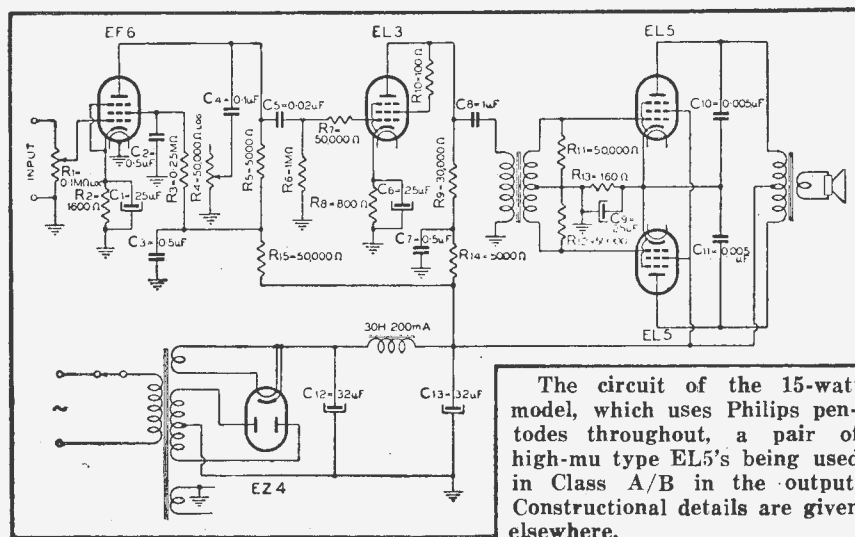 EF6
EL3
EL5
C4=0.1uF
C5=0.02uF
R10=100Ω
C8=1uF
C10=0.005uF
INPUT
R1=
0.1MΩ
R2=
1600Ω
C1=25uF
C2=
0.5uF
R3=0.25MΩ
R4=50,000Ω LOG
R5=5000Ω
R6=1MΩ
R7=
50,000Ω
R8=800Ω
C6=25uF
R9=30,000Ω
C7=0.5uF
R11=50,000Ω
R13=160Ω
C9=
25uF
C11=0.005
uF
C3=0.5uF
R15=50,000Ω
R14=5000Ω
EL5
30H 200mA
C12=32uF
C13=32uF
~
EZ4
The circuit of the 15-wat
model, which uses Philips pen-
todes throughout, a pair of
high-mu type EL5's being used
in Class A/B in the output
Constructional details are given
elsewhere.